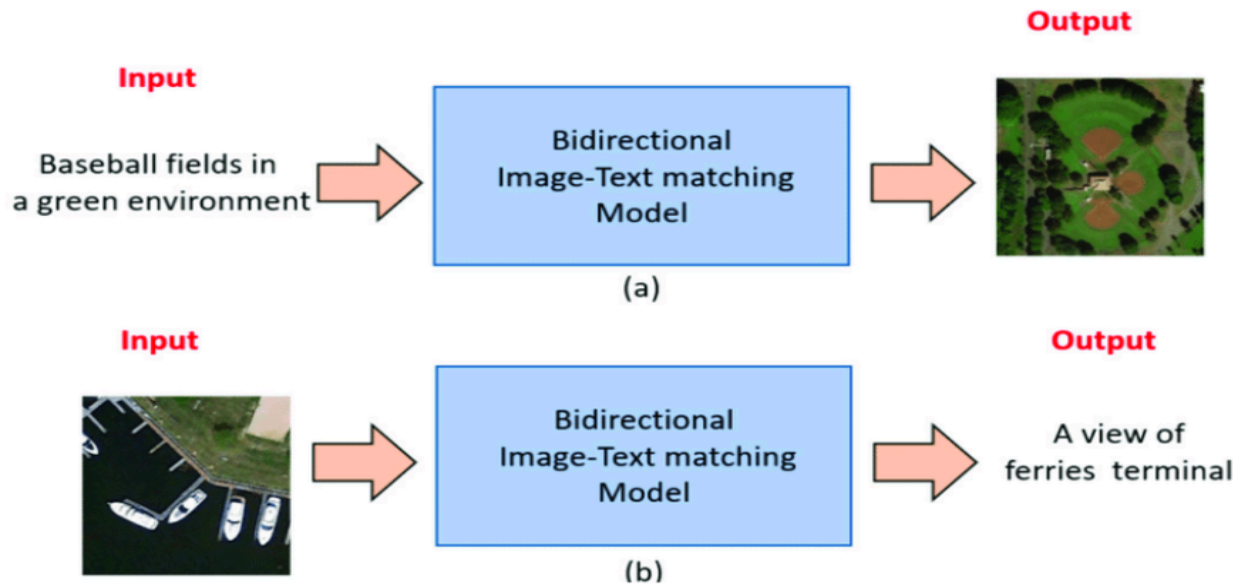 Output
Input
Baseball fields in
a green environment
Bidirectional
Image-Text matching
Model
(a)
Input
Output
Bidirectional
Image-Text matching
Model
A view of
ferries terminal
(b)